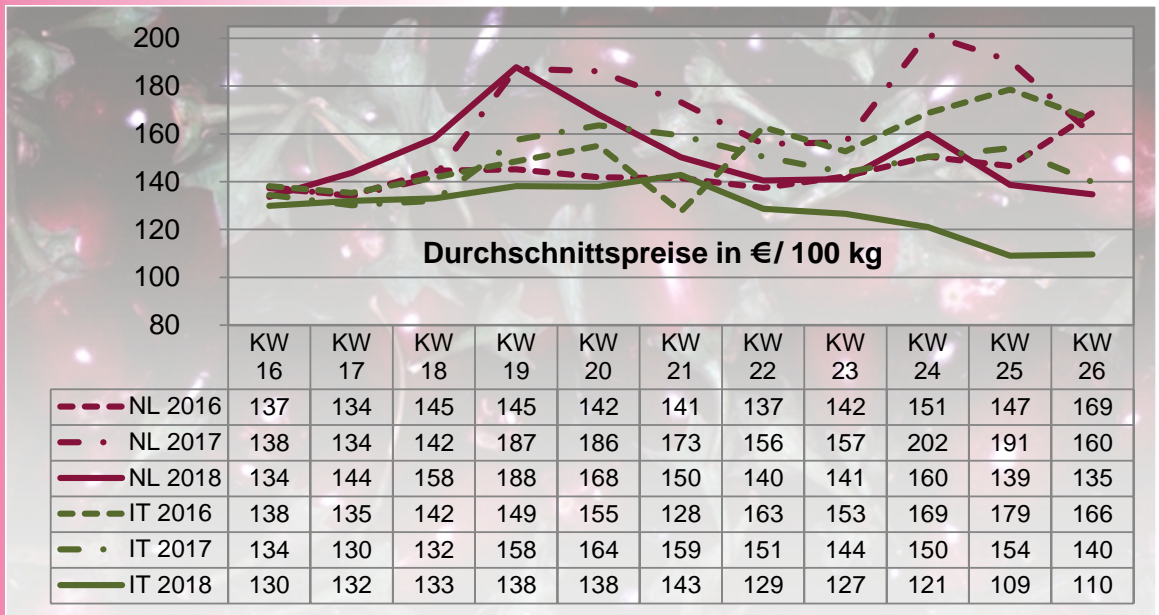 200
180
160
140
120
100
80
Durchschnittspreise in €/ 100 kg
KW 16 KW 17 KW 18 KW 19 KW 20 KW 21 KW 22 KW 23 KW 24 KW 25 KW 26
NL 2016 137 134 145 145 142 141 137 142 151 147 169
NL 2017 138 134 142 187 186 173 156 157 202 191 160
NL 2018 134 144 158 188 168 150 140 141 160 139 135
IT 2016 138 135 142 149 155 128 163 153 169 179 166
IT 2017 134 130 132 158 164 159 151 144 150 154 140
IT 2018 130 132 133 138 138 143 129 127 121 109 110